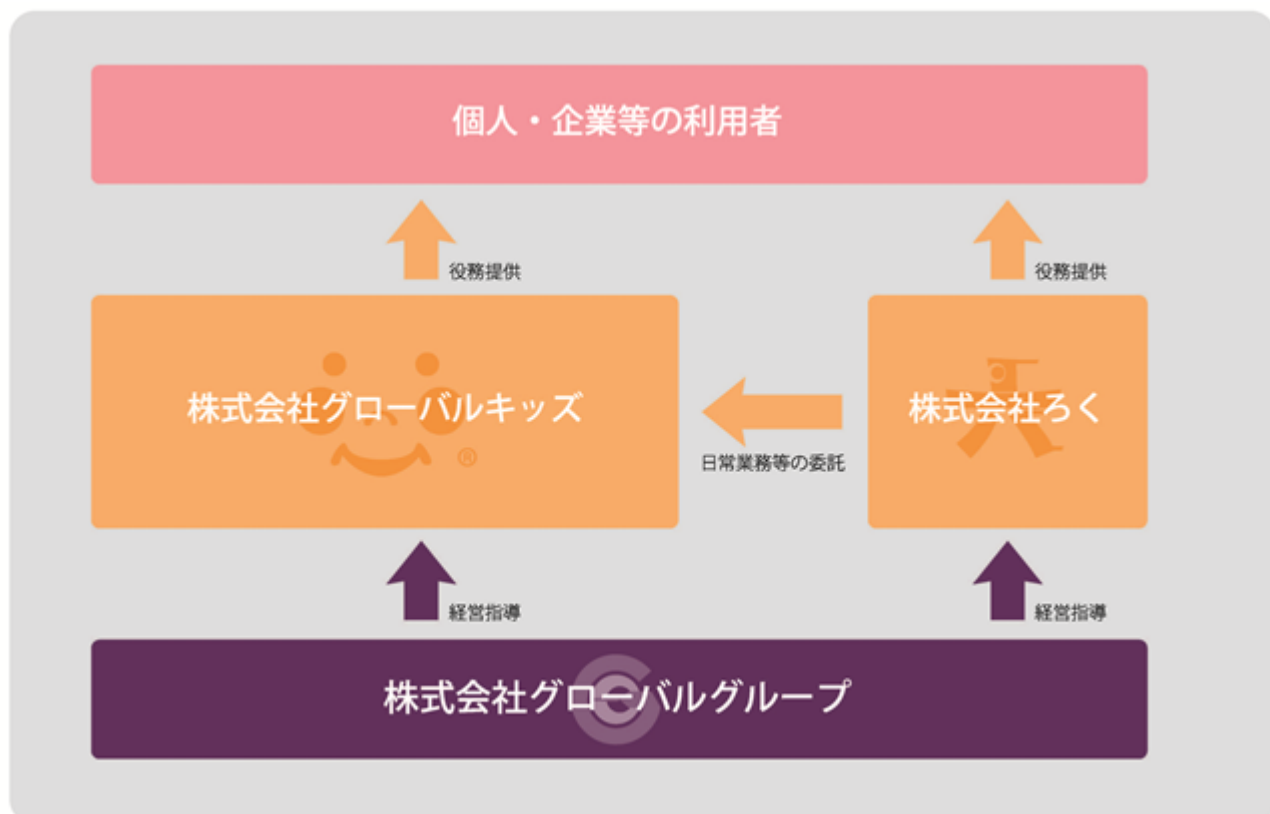 個人・企業等の利用者
役務提供
役務提供
株式会社グローバルキッズ
®
株式会社ろく
日常業務等の委託
経営指導
経営指導
株式会社グローバルグループ